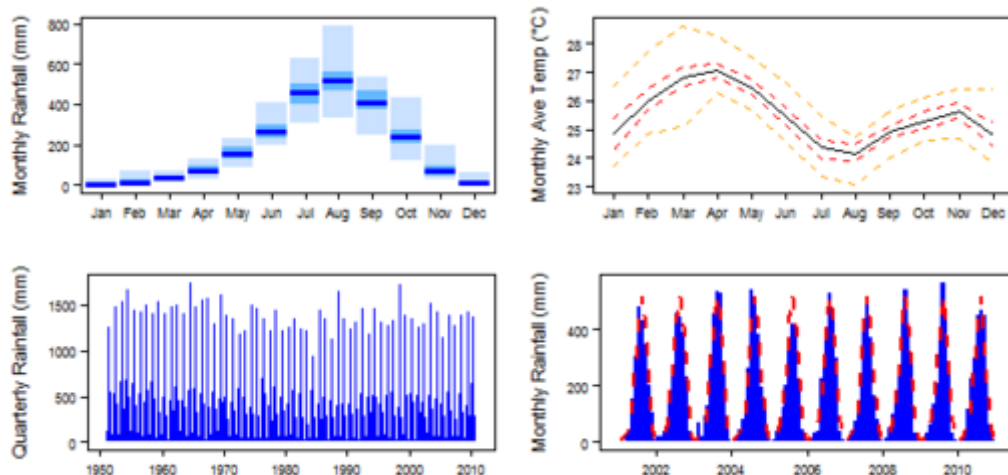 Monthly Rainfall (mm)
800
600
400
200
0
Jan Feb Mar Apr May Jun Jul Aug Sep Oct Nov Dec
Monthly Ave Temp (°C)
28
27
26
25
24
23
Jan Feb Mar Apr May Jun Jul Aug Sep Oct Nov Dec
Quarterly Rainfall (mm)
1500
1000
500
0
1950 1960 1970 1980 1990 2000 2010
Monthly Rainfall (mm)
400
200
0
2002 2004 2006 2008 2010